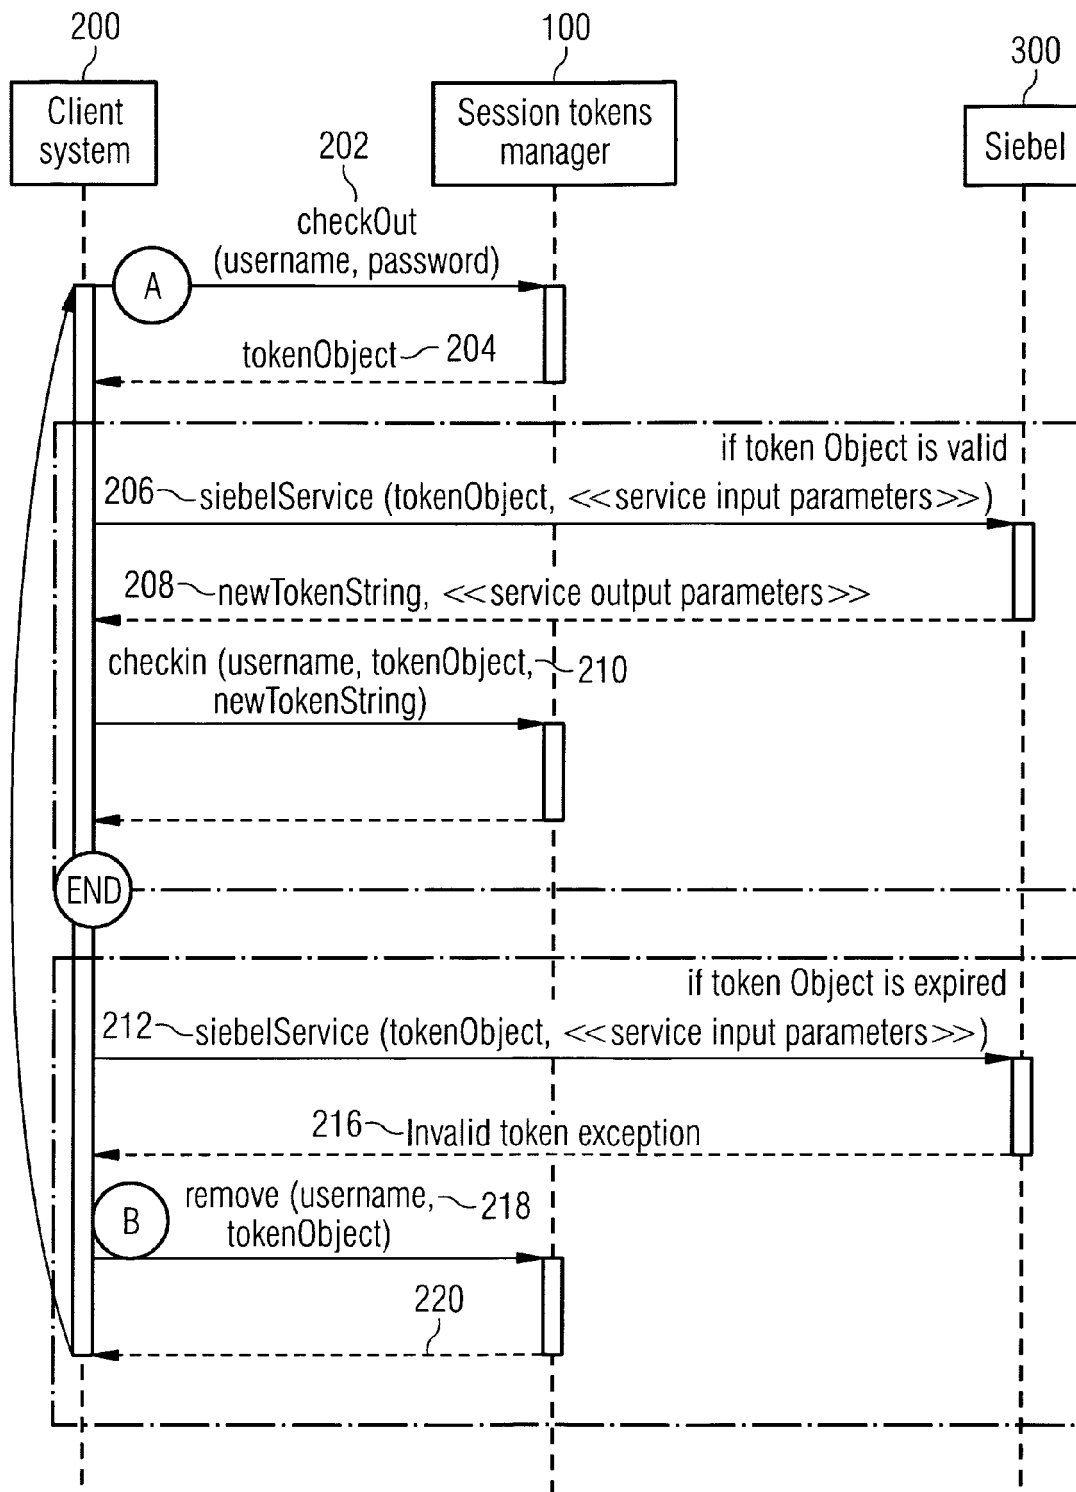 200
100
300
Client
system
Session tokens
manager
Siebel
202
checkOut
(username, password)
A
tokenObject 204
if token Object is valid
206 siebelService (tokenObject, <<service input parameters>>)
208 newTokenString, <<service output parameters>>
checkin (username, tokenObject, 210
newTokenString)
END
if token Object is expired
212 siebelService (tokenObject, <<service input parameters>>)
216 Invalid token exception
B
remove (username, 218
tokenObject)
220